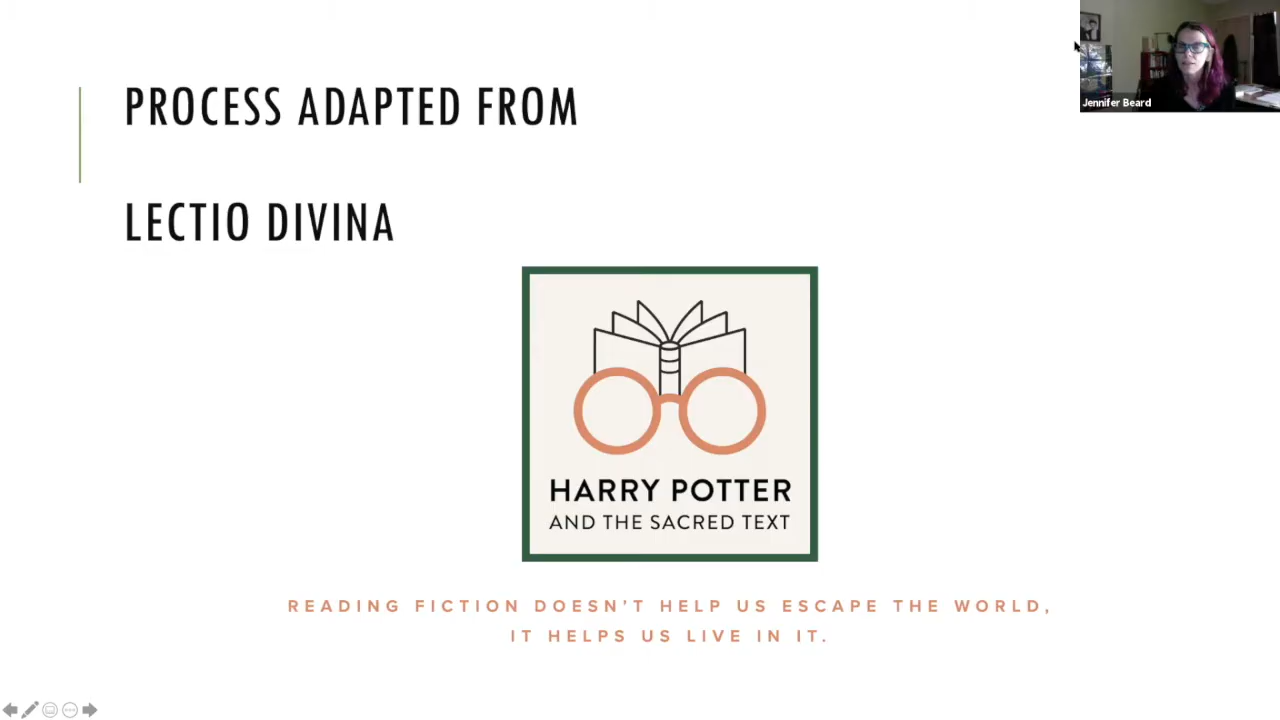 PROCESS ADAPTED FROM
LECTIO DIVINA
Jennifer Beard
HARRY POTTER
AND THE SACRED TEXT
READING FICTION DOESN'T HELP US ESCAPE THE WORLD,
IT HELPS US LIVE IN IT.